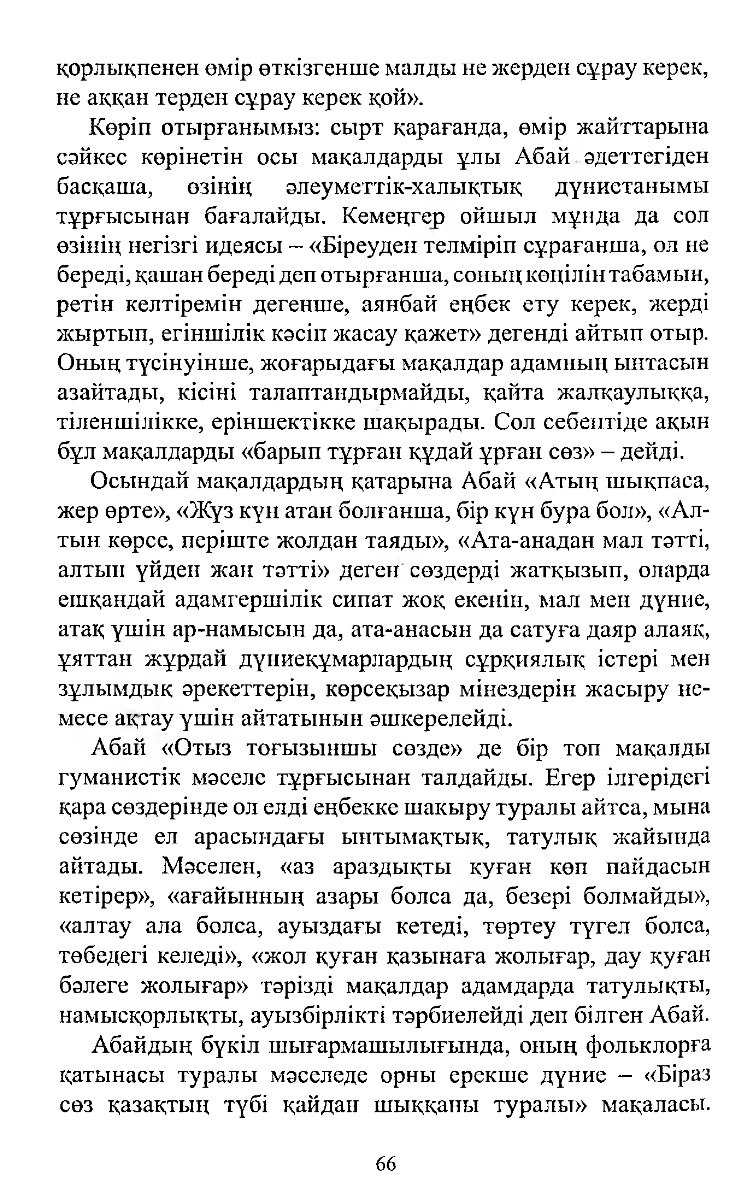 қорлықпенен өмір өткізгенше малды не жерден сұрау керек,
не аққан терден сұрау керек қой».
Көріп отырғанымыз: сырт қарағанда, өмір жайттарына
сәйкес көрінетін осы мақалдарды ұлы Абай әдеттегіден
басқаша, өзінің әлеуметтік-халықтық дүнистанымы
тұрғысынан бағалайды. Кемеңгер ойшыл мұнда да сол
өзінің негізгі идеясы – «Біреуден телміріп сұрағанша, ол не
береді, қашан береді деп отырғанша, соның көңілін табамын,
ретін келтіремін дегенше, аянбай еңбек ету керек, жерді
жыртып, егіншілік кәсіп жасау қажет» дегенді айтып отыр.
Оның түсінуінше, жоғарыдағы мақалдар адамның ынтасын
азайтады, кісіні талаптандырмайды, қайта жалқаулыққа,
тіленшілікке, еріншектікке шақырады. Сол себептіде ақын
бұл мақалдарды «барып тұрған құдай ұрған сөз» – дейді.
Осындай мақалдардың қатарына Абай «Атың шықпаса,
жер өрте», «Жүз күн атан болғанша, бір күн бура бол», «Ал-
тын көрсе, періште жолдан таяды», «Ата-анадан мал тәтті,
алтын үйден жан тәтті» деген сөздерді жатқызып, оларда
ешқандай адамгершілік сипат жоқ екенін, мал мен дүние,
атақ үшін ар-намысын да, ата-анасын да сатуға даяр алаяқ,
ұяттан жұрдай дүниеқұмарлардың сұрқиялық істері мен
зұлымдық әрекеттерін, көрсеқызар мінездерін жасыру не-
месе ақтау үшін айтатынын әшкерелейді.
Абай «Отыз тоғызыншы сөзде» де бір топ мақалды
гуманистік мәселе тұрғысынан талдайды. Егер ілгерідегі
қара сөздерінде ол елді еңбекке шакыру туралы айтса, мына
сөзінде ел арасындағы ынтымақтық, татулық жайында
айтады. Мәселен, «аз араздықты қуған көп пайдасын
кетірер», «ағайынның азары болса да, безері болмайды»,
«алтау ала болса, ауыздағы кетеді, төртеу түгел болса,
төбедегі келеді», «жол қуған қазынаға жолығар, дау қуған
бәлеге жолығар» тәрізді мақалдар адамдарда татулықты,
намысқорлықты, ауызбірлікті тәрбиелейді деп білген Абай.
Абайдың бүкіл шығармашылығында, оның фольклорға
қатынасы туралы мәселеде орны ерекше дүние – «Біраз
сөз қазақтың түбі қайдан шыққаны туралы» мақаласы.
66